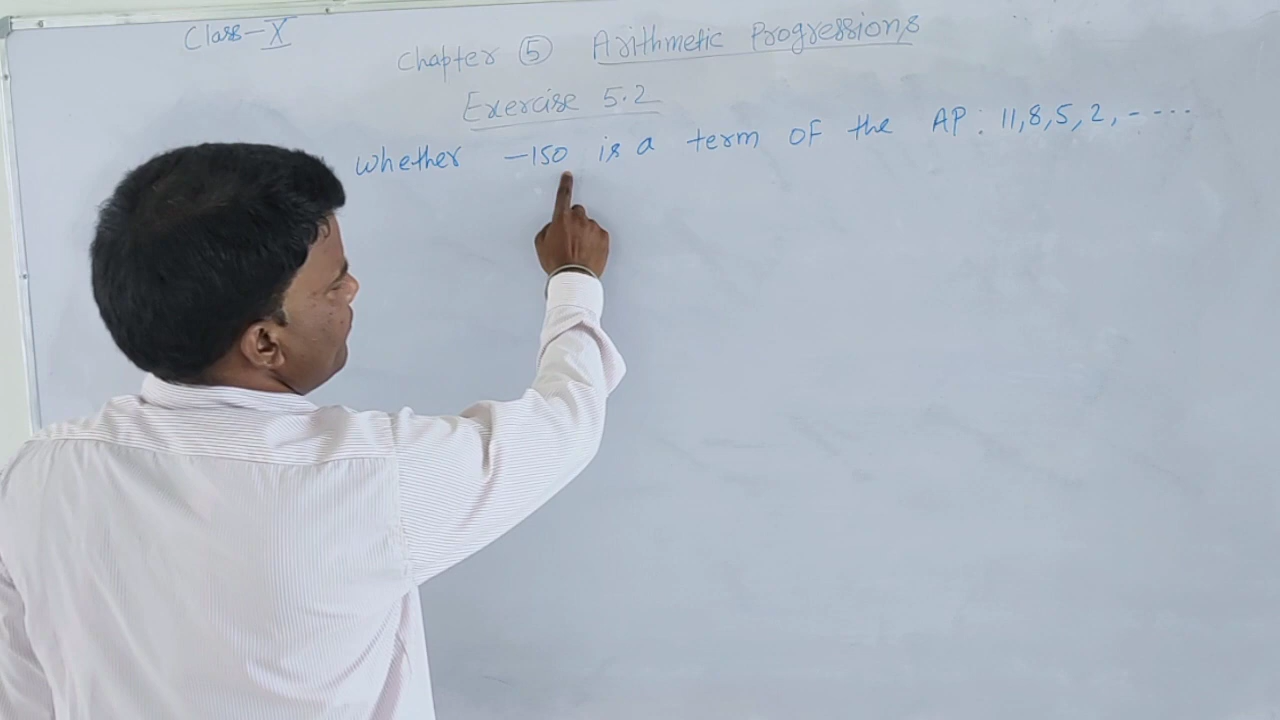 Class-X
Chapter 5 Arithmetic Progressions
Exercise 5.2
whether -150 is a term of the AP: 11,8,5,2,-....